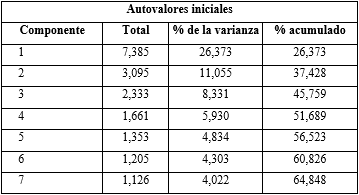 Autovalores iniciales
Componente Total % de la varianza % acumulado
1 7,385 26,373 26,373
2 3,095 11,055 37,428
3 2,333 8,331 45,759
4 1,661 5,930 51,689
5 1,353 4,834 56,523
6 1,205 4,303 60,826
7 1,126 4,022 64,848